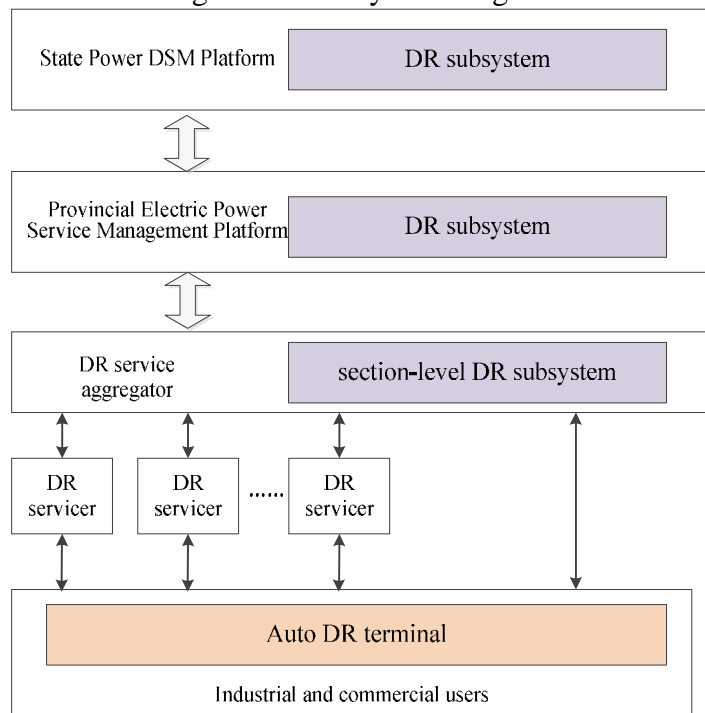 State Power DSM Platform
DR subsystem
Provincial Electric Power
Service Management Platform
DR subsystem
DR service
aggregator
section-level DR subsystem
DR
servicer
DR
servicer
......
DR
servicer
Auto DR terminal
Industrial and commercial users